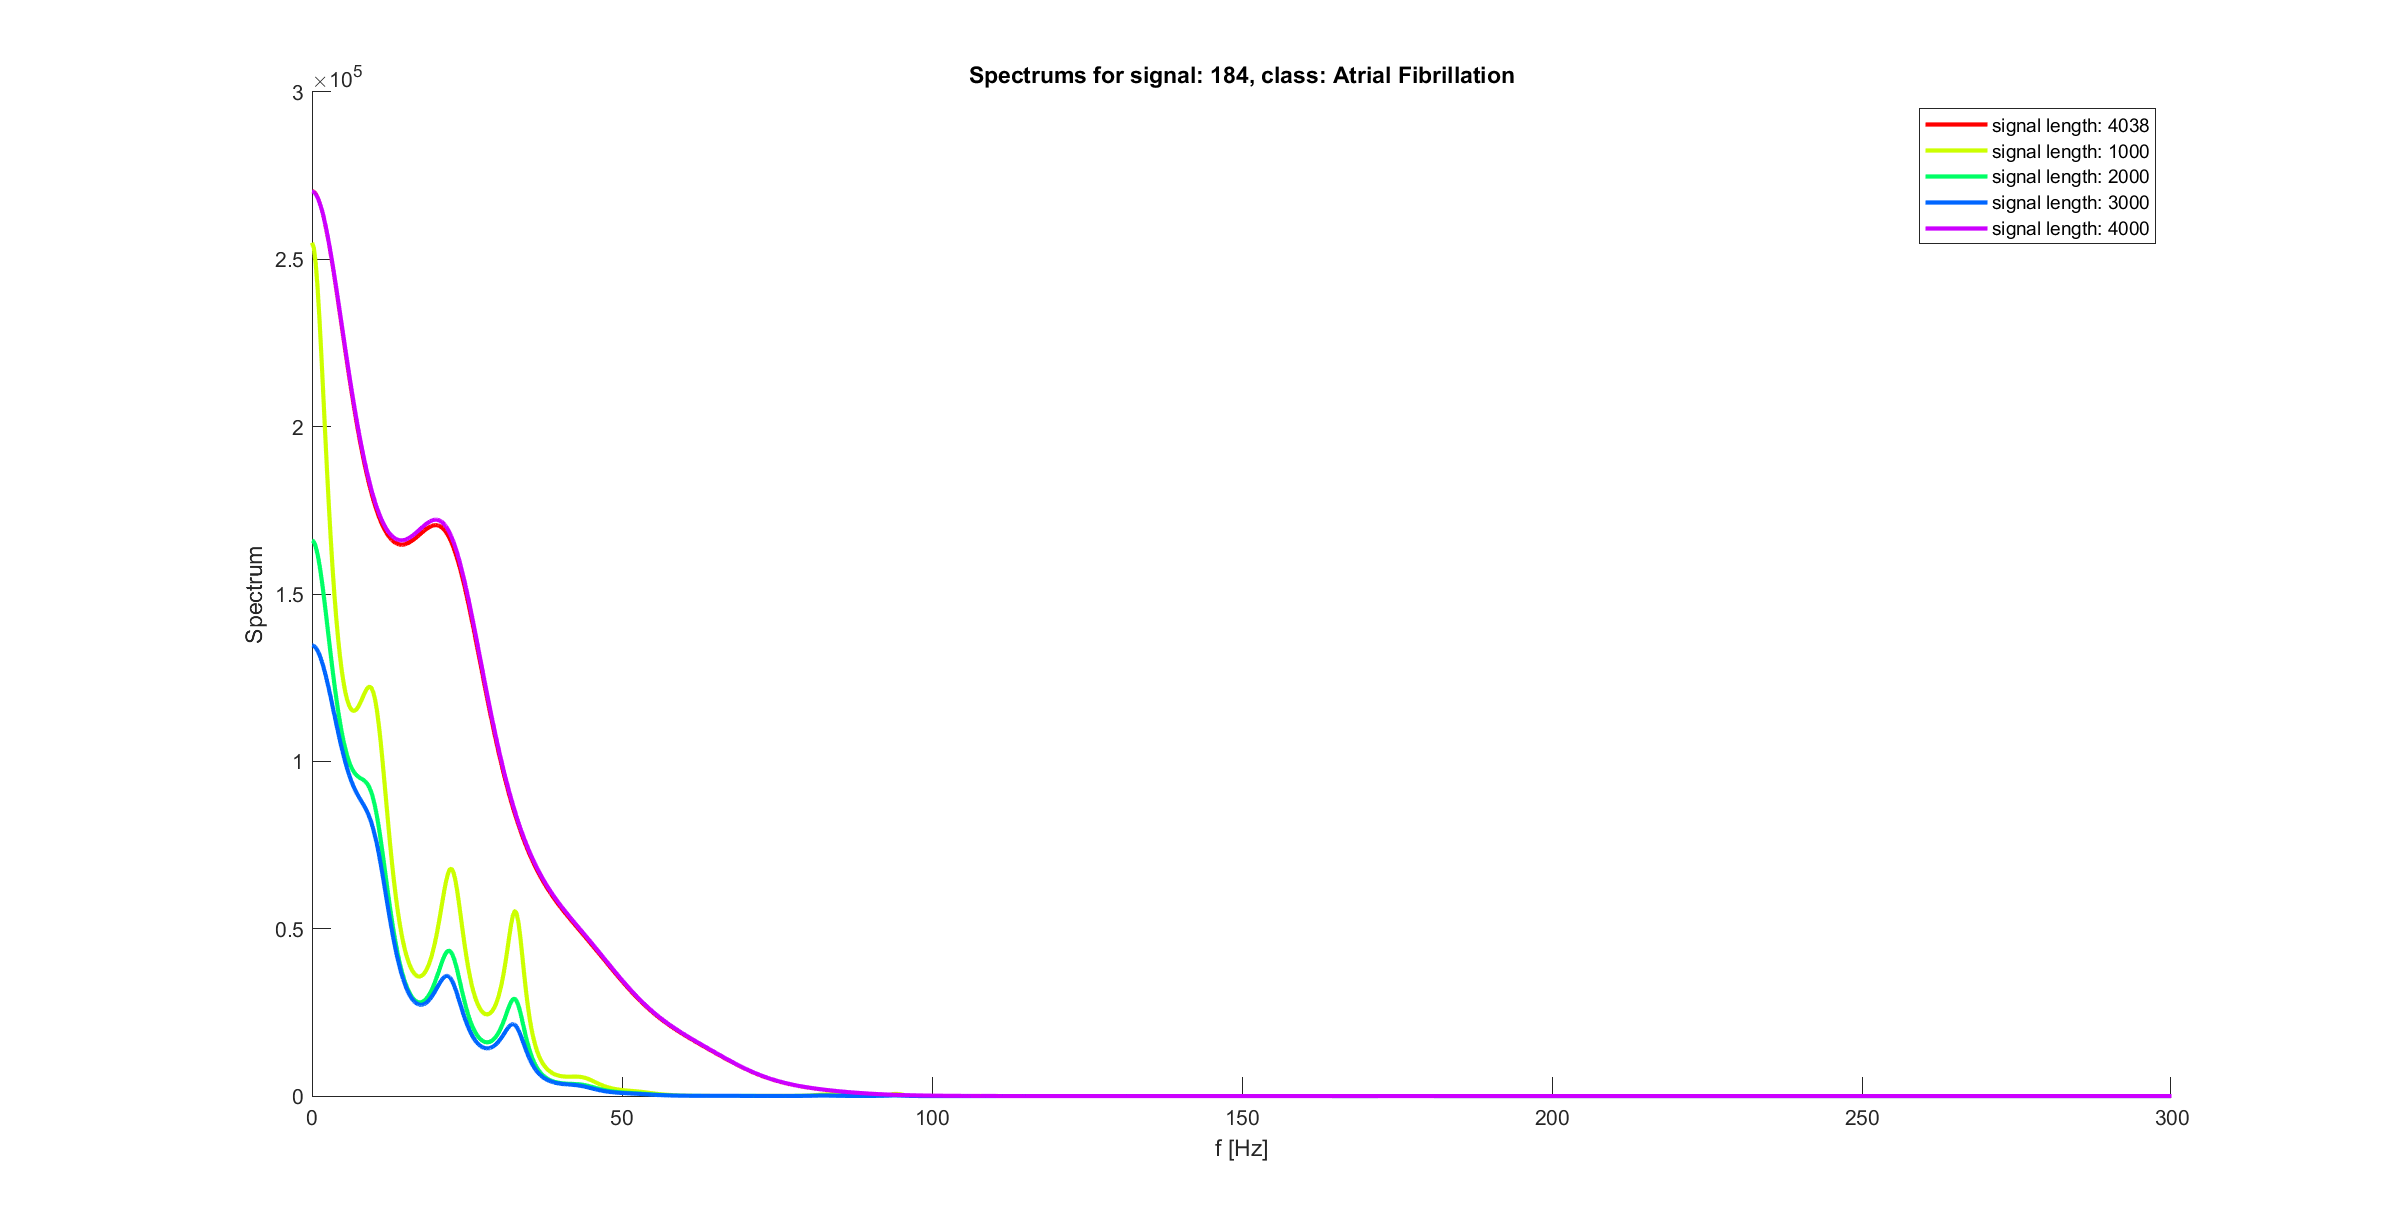 Spectrums for signal: 184, class: Atrial Fibrillation
×10^5
3
2.5
2
1.5
1
0.5
0
Spectrum
0 50 100 150 200 250 300
f [Hz]
signal length: 4038
signal length: 1000
signal length: 2000
signal length: 3000
signal length: 4000